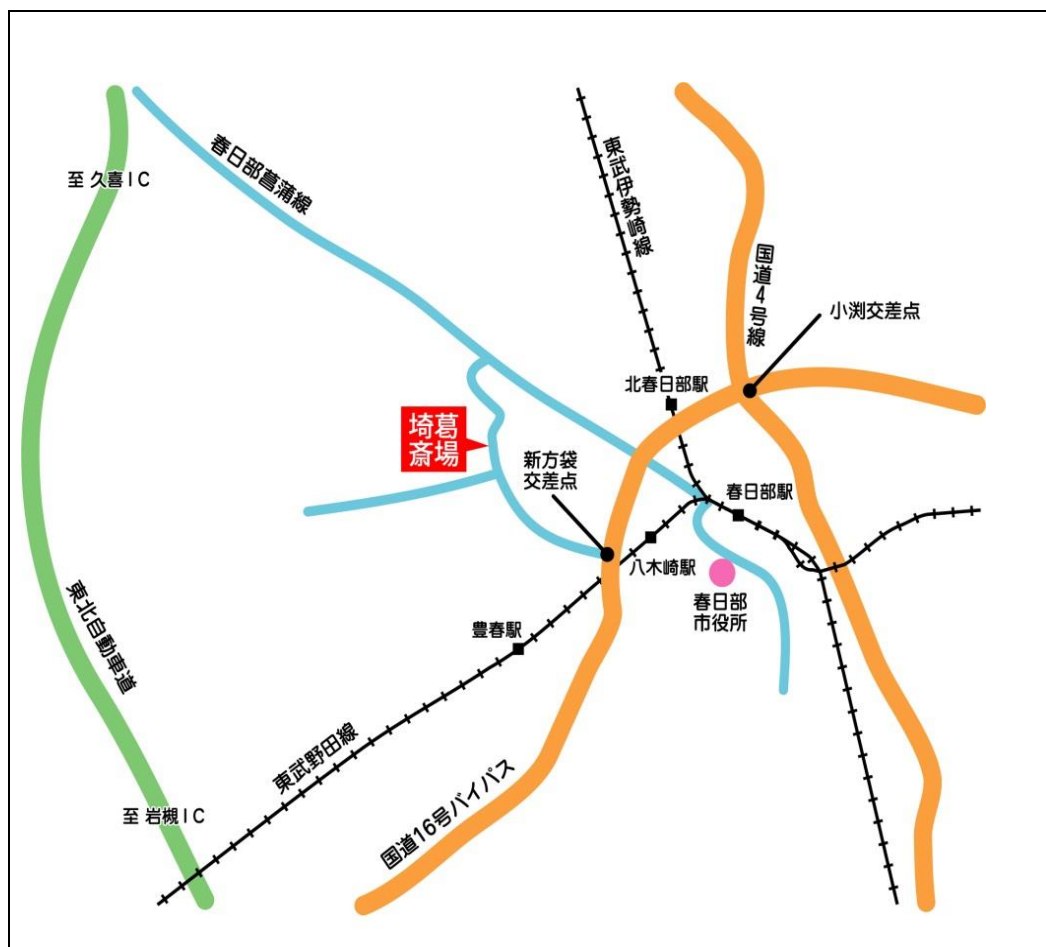 至 久喜IC
春日部菖蒲線
東武伊勢崎線
国道4号線
小渕交差点
北春日部駅
埼葛
斎場
新方袋
交差点
春日部駅
八木崎駅
春日部
市役所
豊春駅
東北自動車道
東武野田線
国道16号バイパス
至 岩槻IC